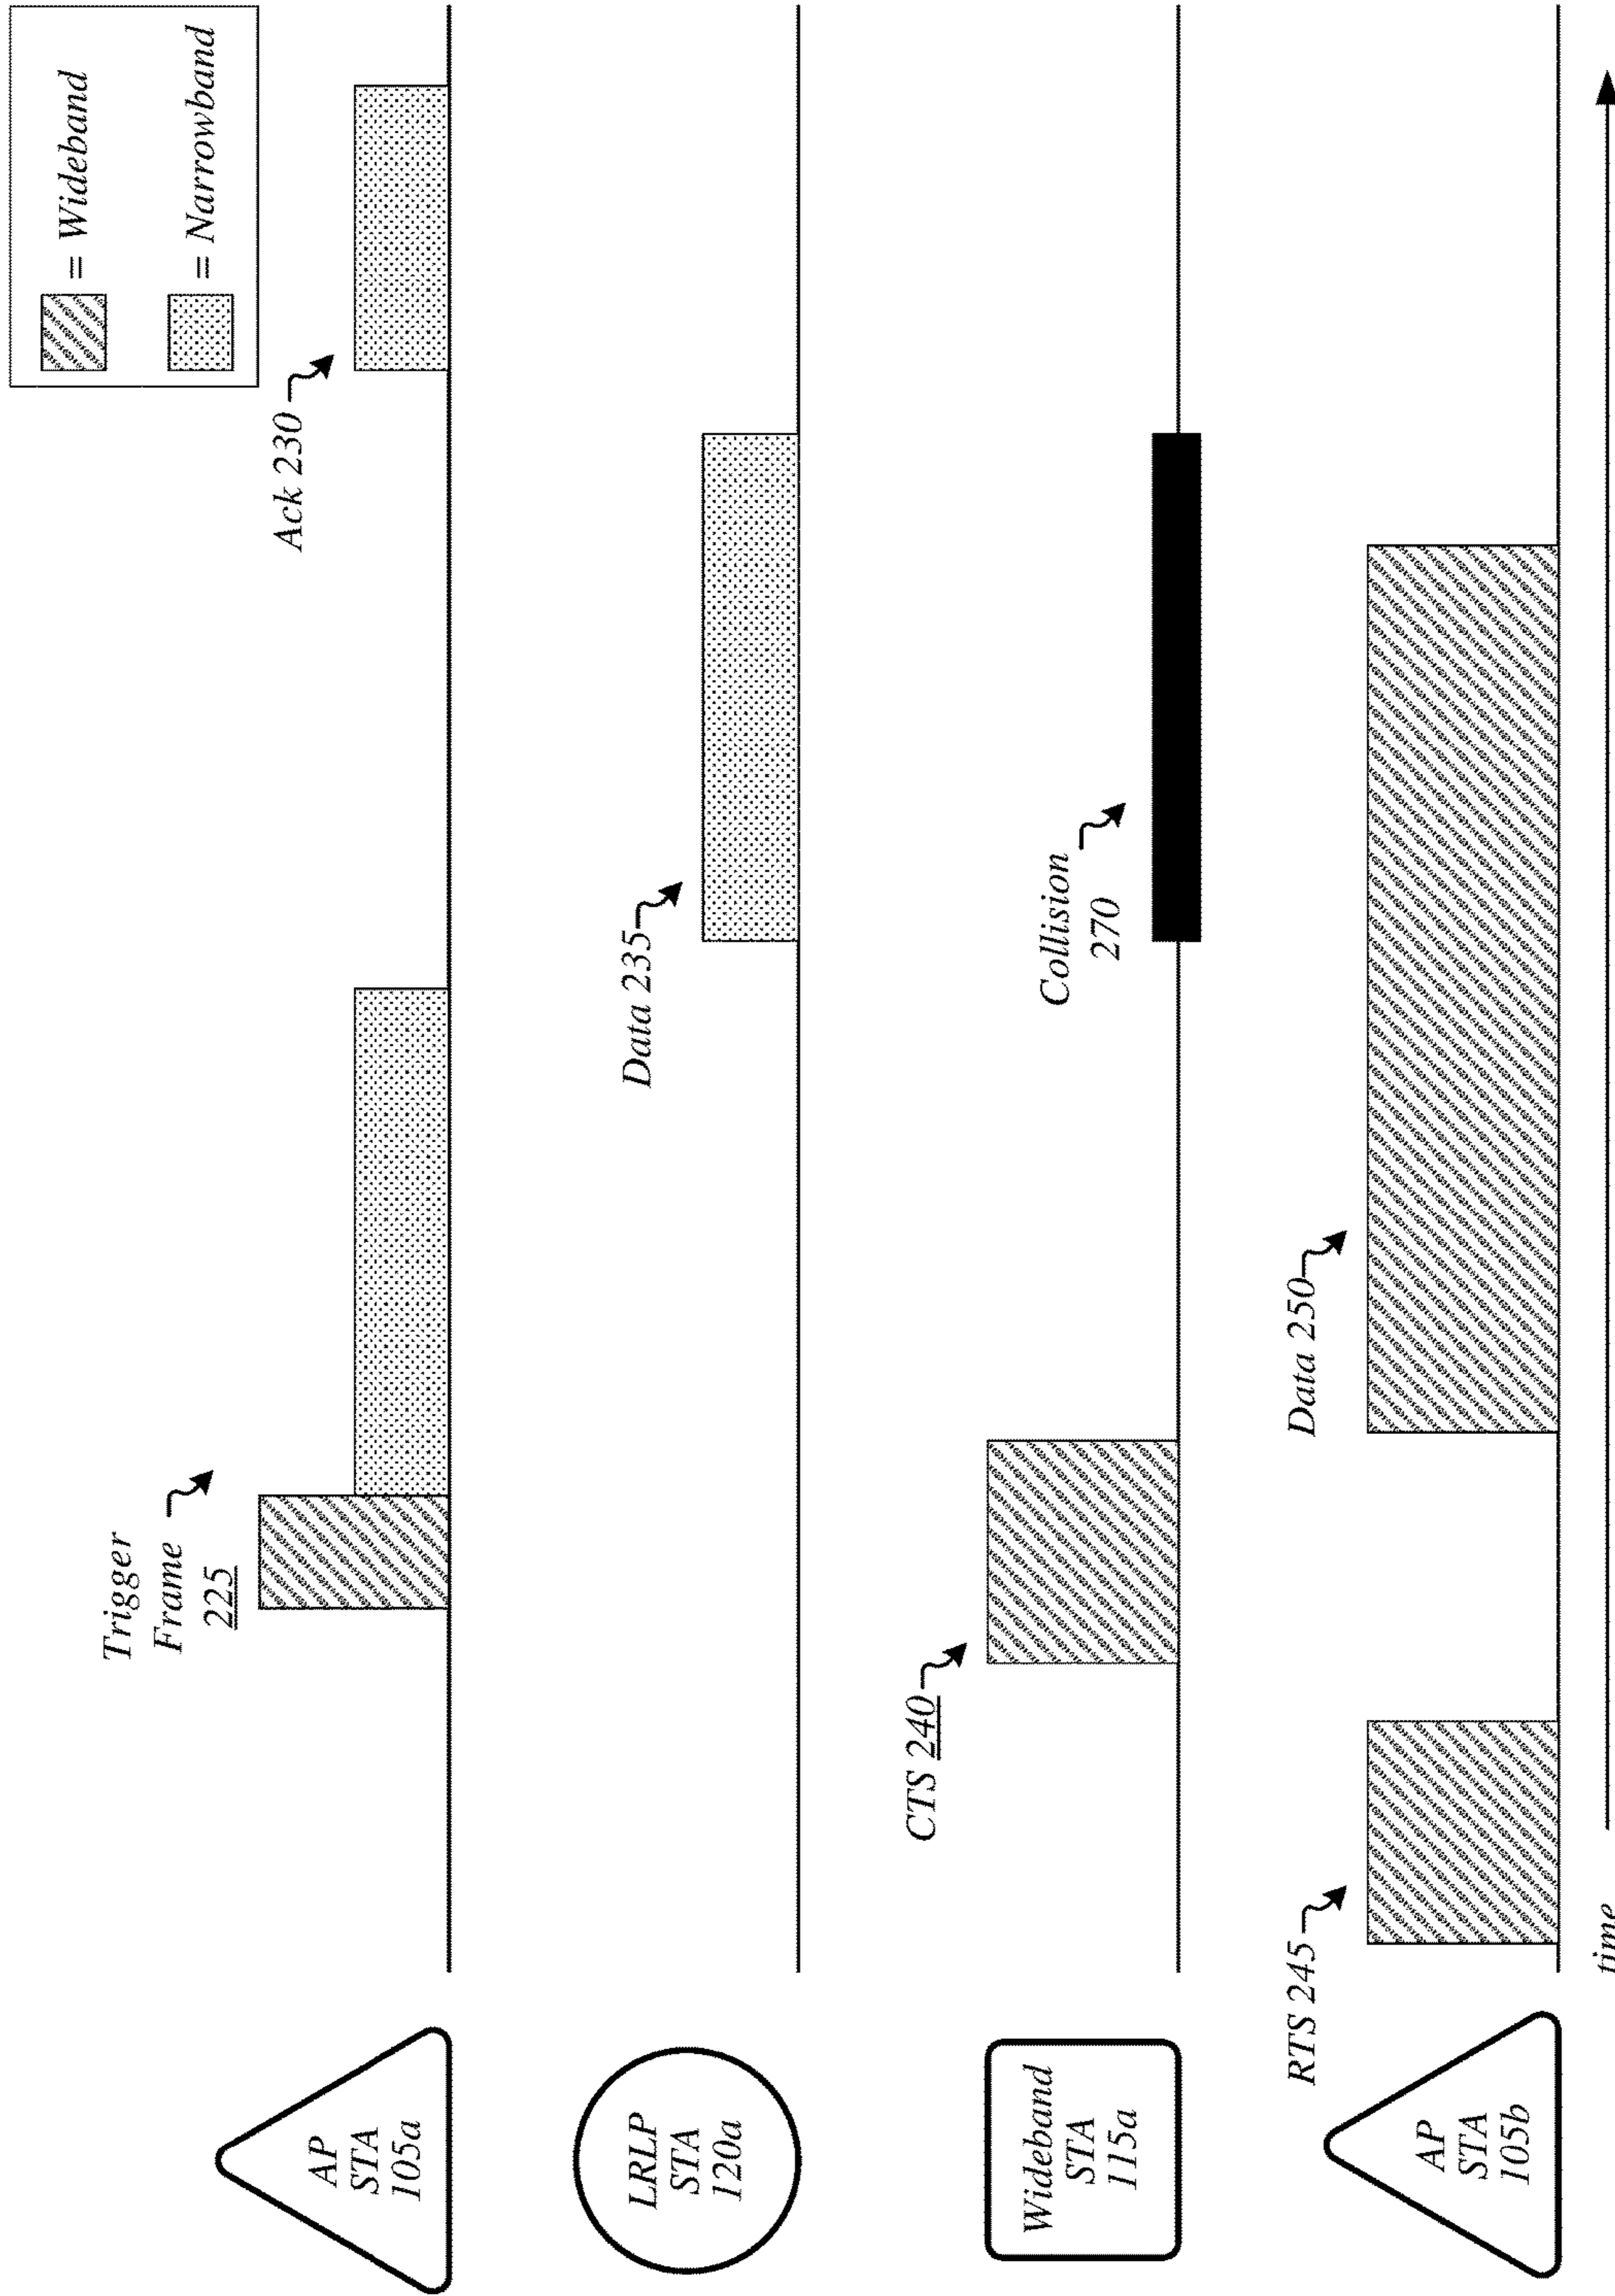 = Wideband
= Narrowband
Trigger
Frame
225
Ack 230
AP
STA
105a
Data 235
LRLP
STA
120a
CTS 240
Collision
270
Wideband
STA
115a
RTS 245
Data 250
AP
STA
105b
time